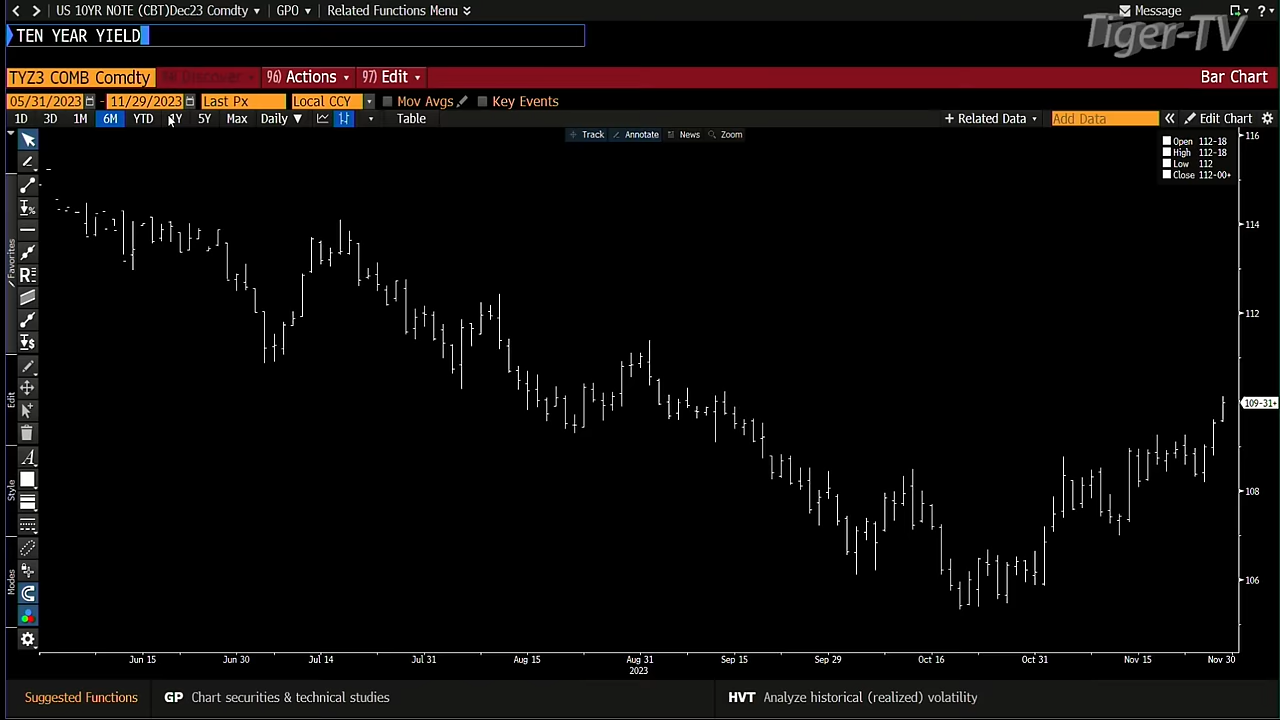 US 10YR NOTE (CBT)Dec23 Comdty GPO Related Functions Menu Message ?
TEN YEAR YIELD
Tiger-TV
TYZ3 COMB Comdty 96) Actions 97) Edit Bar Chart
05/31/2023 - 11/29/2023 Last Px Local CCY Mov Avgs Key Events
1D 3D 1M 6M YTD 1Y 5Y Max Daily Table + Related Data Add Data Edit Chart
Track Annotate News Zoom
Open 112-18
High 112-18
Low 112
Close 112-00+
116
114
112
109-31+
108
106
Favorites
Edit
Style
Modes
Jun 15 Jun 30 Jul 14 Jul 31 Aug 15 Aug 31 Sep 15 Sep 29 Oct 16 Oct 31 Nov 15 Nov 30
2023
Suggested Functions GP Chart securities & technical studies HVT Analyze historical (realized) volatility